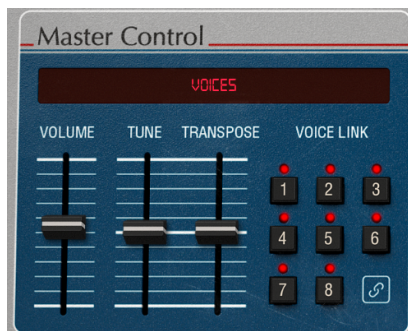 Master Control
VOICES
VOLUME TUNE TRANSPOSE VOICE LINK
1 2 3
4 5 6
7 8